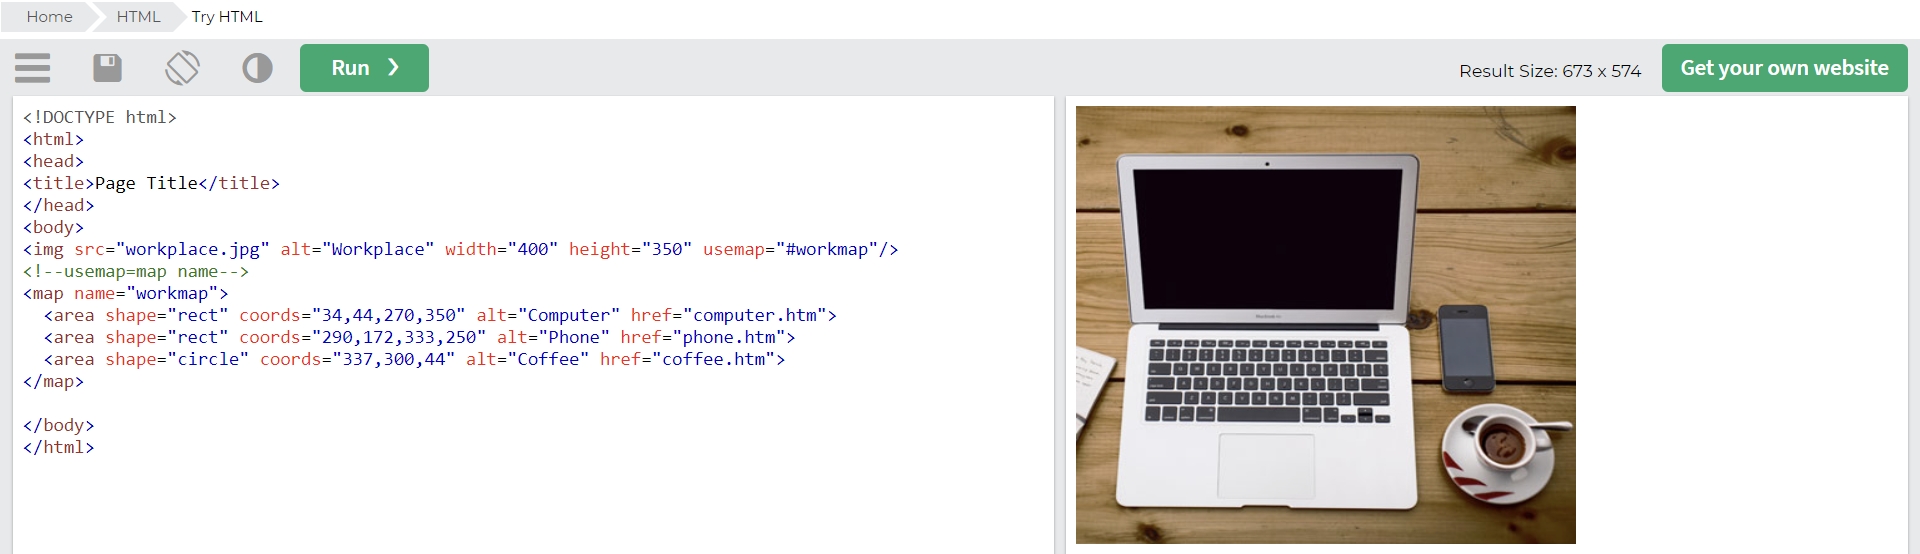 Home HTML Try HTML
Run ❯ Result Size: 673 x 574 Get your own website
<!DOCTYPE html>
<html>
<head>
<title>Page Title</title>
</head>
<body>
<img src="workplace.jpg" alt="Workplace" width="400" height="350" usemap="#workmap"/>
<!--usemap=map name-->
<map name="workmap">
  <area shape="rect" coords="34,44,270,350" alt="Computer" href="computer.htm">
  <area shape="rect" coords="290,172,333,250" alt="Phone" href="phone.htm">
  <area shape="circle" coords="337,300,44" alt="Coffee" href="coffee.htm">
</map>
</body>
</html>